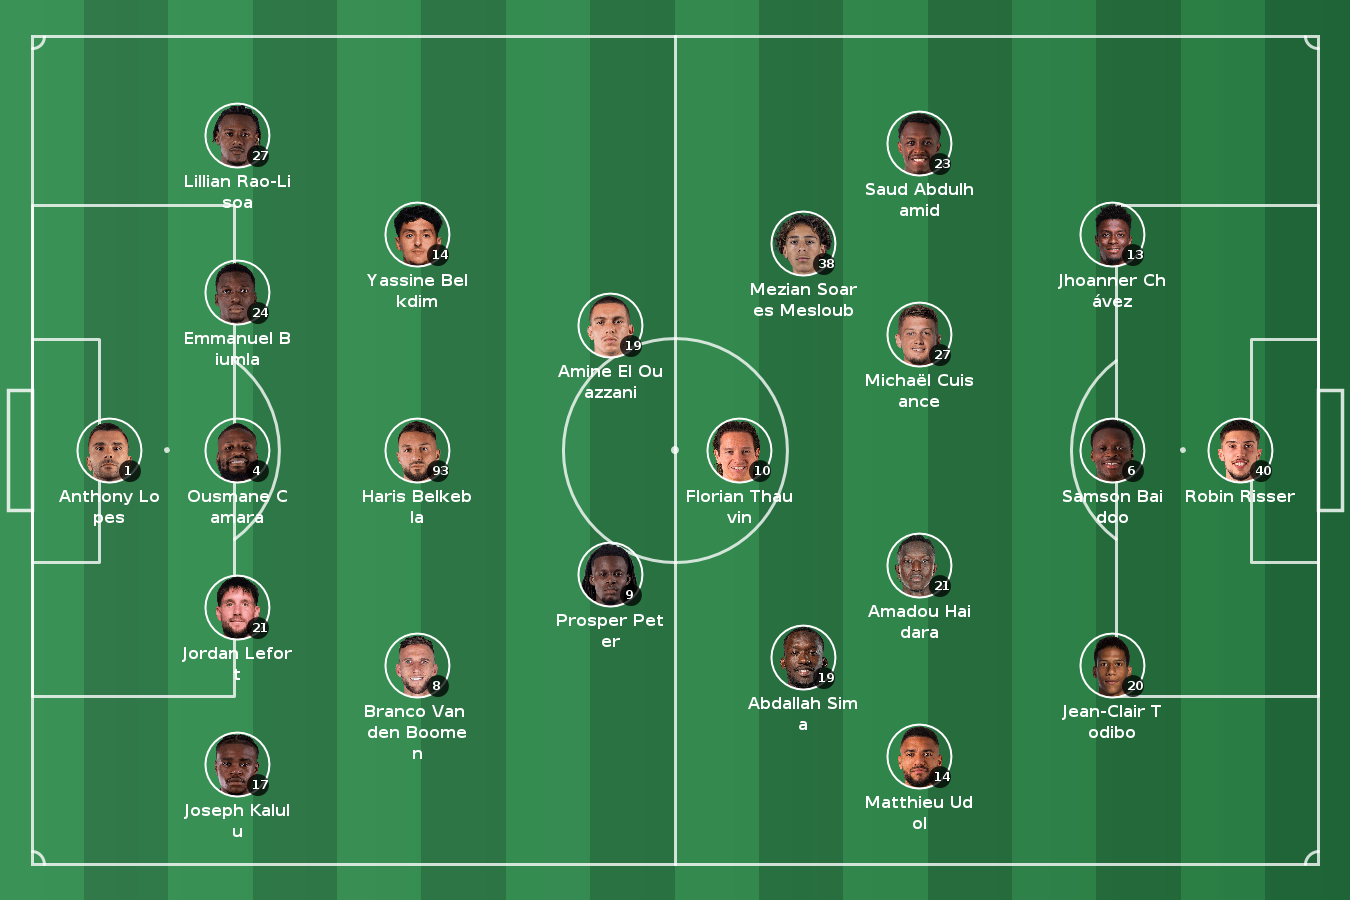 27
Lillian Rao-Li
soa
24
Emmanuel B
iumla
1
Anthony Lo
pes
4
Ousmane C
amara
21
Jordan Lefor
t
17
Joseph Kalul
u
14
Yassine Bel
kdim
93
Haris Belkeb
la
8
Branco Van
den Boome
n
19
Amine El Ou
azzani
9
Prosper Pet
er
10
Florian Thau
vin
38
Mezian Soar
es Mesloub
19
Abdallah Sim
a
23
Saud Abdulh
amid
27
Michaël Cuis
ance
21
Amadou Hai
dara
14
Matthieu Ud
ol
13
Jhoanner Ch
ávez
6
Samson Bai
doo
20
Jean-Clair T
odibo
40
Robin Risser